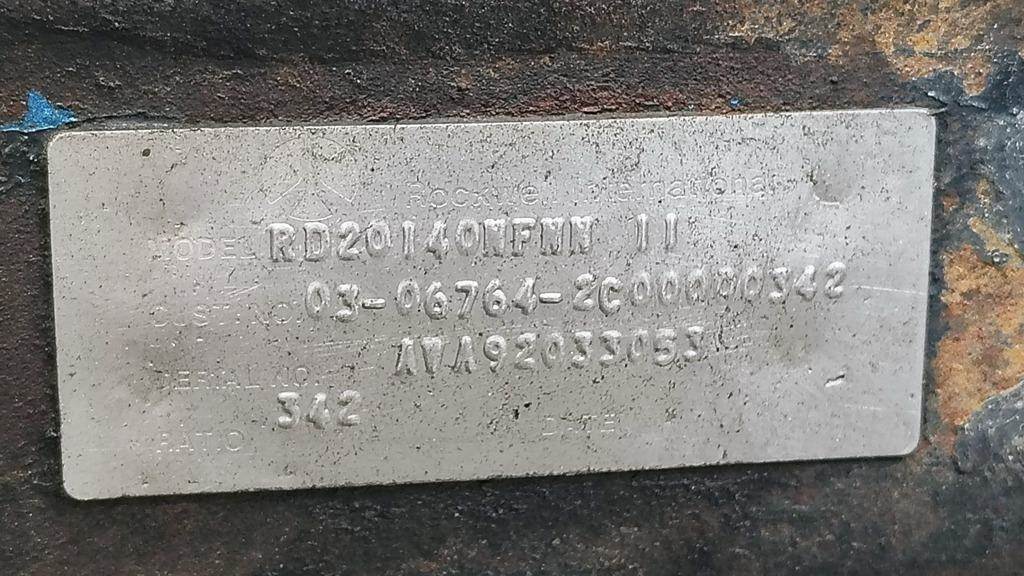 Rockwell International
MODEL RD20140NFNN 11
CUST. NO. 03-06764-2C00000342
SERIAL NO. AVA92033053
RATIO 342 DATE